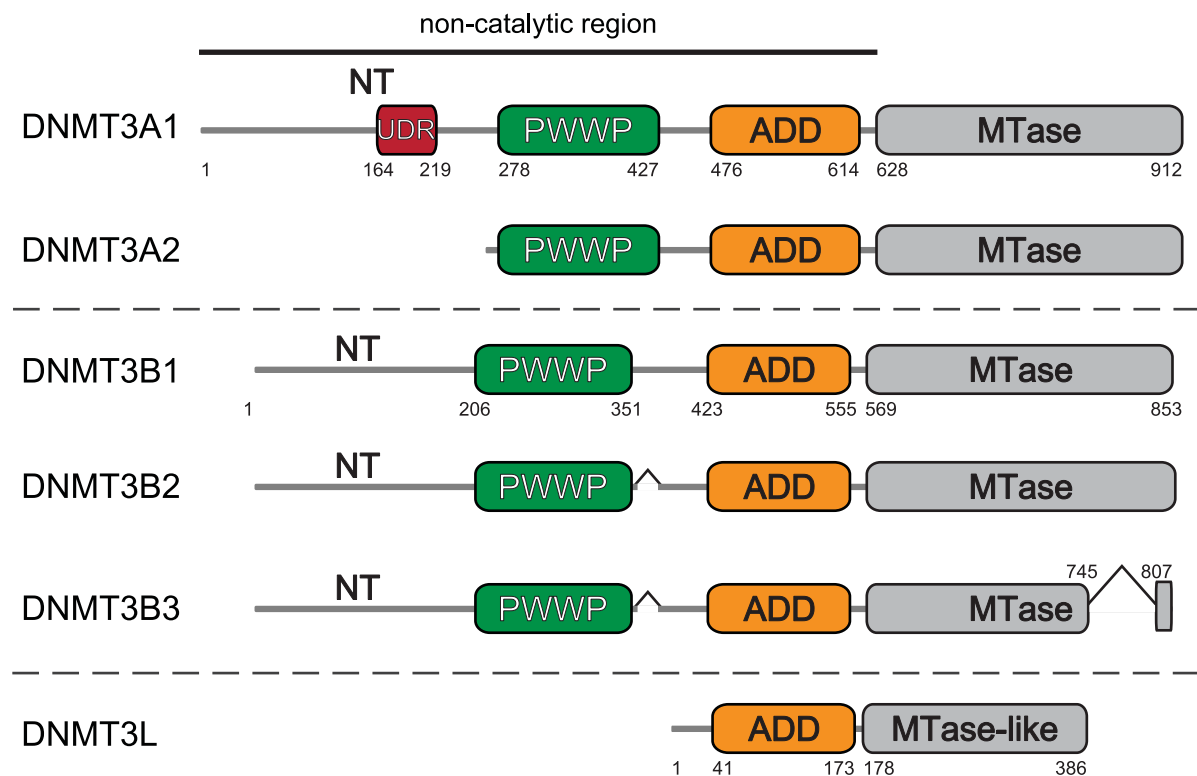 non-catalytic region
NT
DNMT3A1 UDR PWWP ADD MTase
1 164 219 278 427 476 614 628 912
DNMT3A2 PWWP ADD MTase
NT
DNMT3B1 PWWP ADD MTase
1 206 351 423 555 569 853
NT
DNMT3B2 PWWP ADD MTase
745 807
NT
DNMT3B3 PWWP ADD MTase
DNMT3L ADD MTase-like
1 41 173 178 386